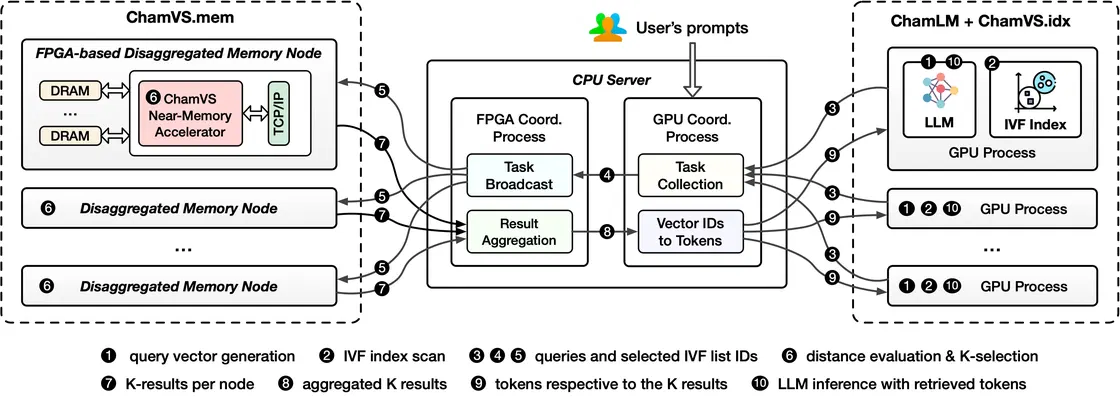 ChamVS.mem
FPGA-based Disaggregated Memory Node
DRAM
...
DRAM
6 ChamVS
Near-Memory
Accelerator
TCP/IP
6 Disaggregated Memory Node
...
6 Disaggregated Memory Node
5
7
5
7
5
7
User's prompts
CPU Server
FPGA Coord.
Process
Task
Broadcast
Result
Aggregation
4
8
GPU Coord.
Process
Task
Collection
Vector IDs
to Tokens
3
9
3
9
3
9
ChamLM + ChamVS.idx
1 10
LLM
2
IVF Index
GPU Process
1 2 10 GPU Process
...
1 2 10 GPU Process
1 query vector generation 2 IVF index scan 3 4 5 queries and selected IVF list IDs 6 distance evaluation & K-selection
7 K-results per node 8 aggregated K results 9 tokens respective to the K results 10 LLM inference with retrieved tokens